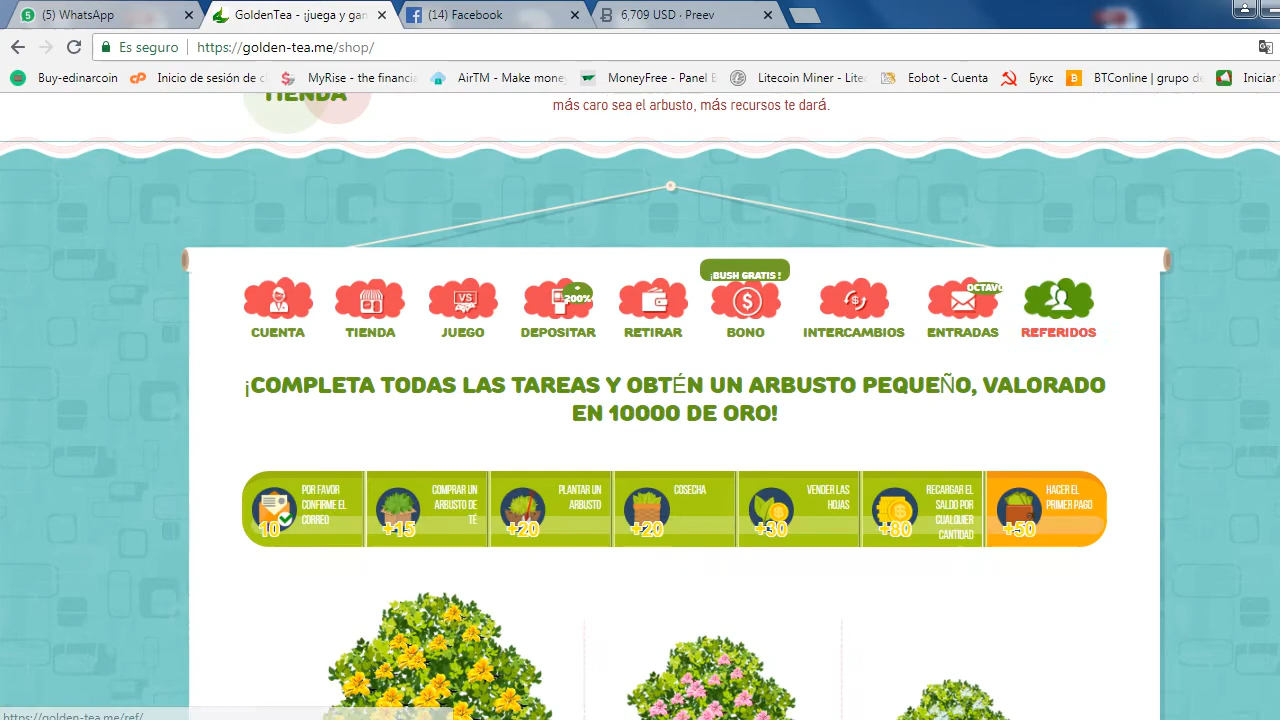 (5) WhatsApp
GoldenTea - ¡juega y gan
(14) Facebook
6,709 USD · Preev
Es seguro
https://golden-tea.me/shop/
Buy-edinarcoin
Inicio de sesión de c
MyRise - the financia
AirTM - Make mone
MoneyFree - Panel B
Litecoin Miner - Lite
Eobot - Cuenta
Букс
BTConline | grupo de
Iniciar S
TIENDA
más caro sea el arbusto, más recursos te dará.
¡BUSH GRATIS !
200%
OCTAVO
CUENTA
TIENDA
VS
JUEGO
DEPOSITAR
RETIRAR
BONO
INTERCAMBIOS
ENTRADAS
REFERIDOS
¡COMPLETA TODAS LAS TAREAS Y OBTÉN UN ARBUSTO PEQUEÑO, VALORADO
EN 10000 DE ORO!
POR FAVOR
CONFIRME EL
CORREO
10
COMPRAR UN
ARBUSTO DE
TÉ
+15
PLANTAR UN
ARBUSTO
+20
COSECHA
+20
VENDER LAS
HOJAS
+30
RECARGAR EL
SALDO POR
CUALQUIER
CANTIDAD
+80
HACER EL
PRIMER PAGO
+50
https://golden-tea.me/ref/